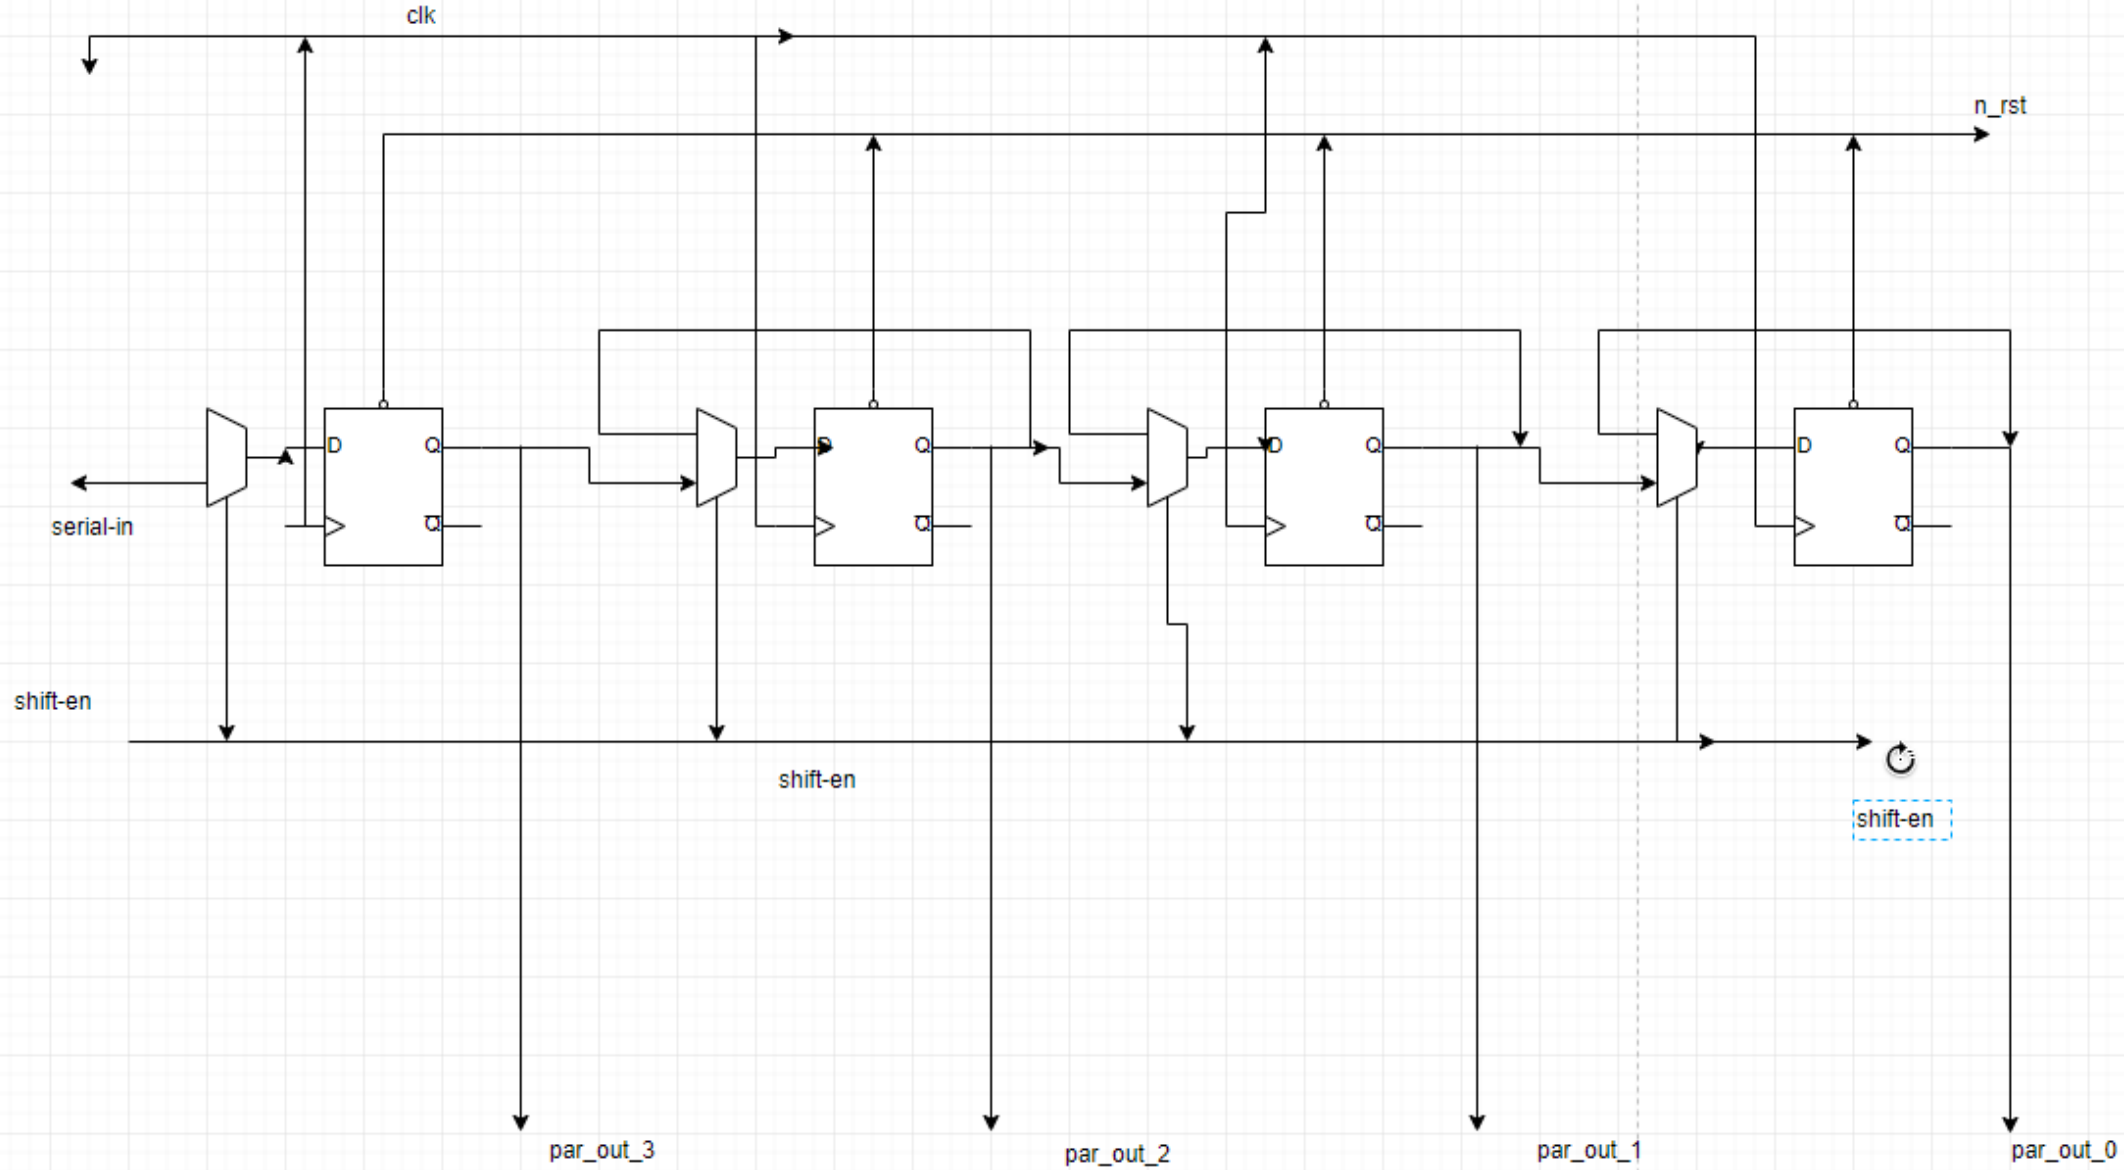 clk
n_rst
D Q
D Q
D Q
D Q
Q̅
Q̅
Q̅
Q̅
serial-in
shift-en
shift-en
shift-en
par_out_3
par_out_2
par_out_1
par_out_0